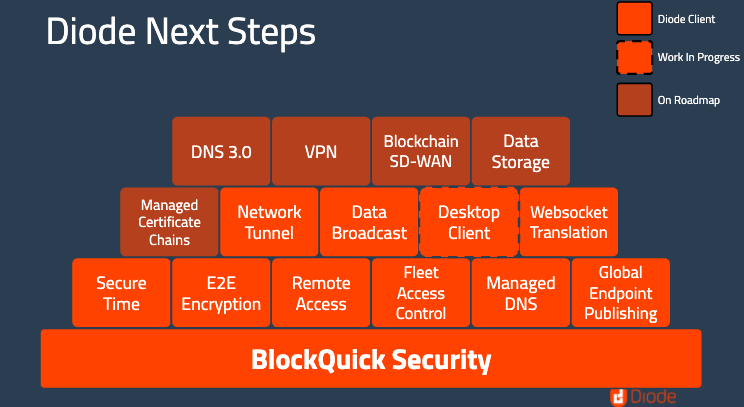 Diode Next Steps
Diode Client
Work In Progress
On Roadmap
DNS 3.0
VPN
Blockchain
SD-WAN
Data
Storage
Managed
Certificate
Chains
Network
Tunnel
Data
Broadcast
Desktop
Client
Websocket
Translation
Secure
Time
E2E
Encryption
Remote
Access
Fleet
Access
Control
Managed
DNS
Global
Endpoint
Publishing
BlockQuick Security
Diode